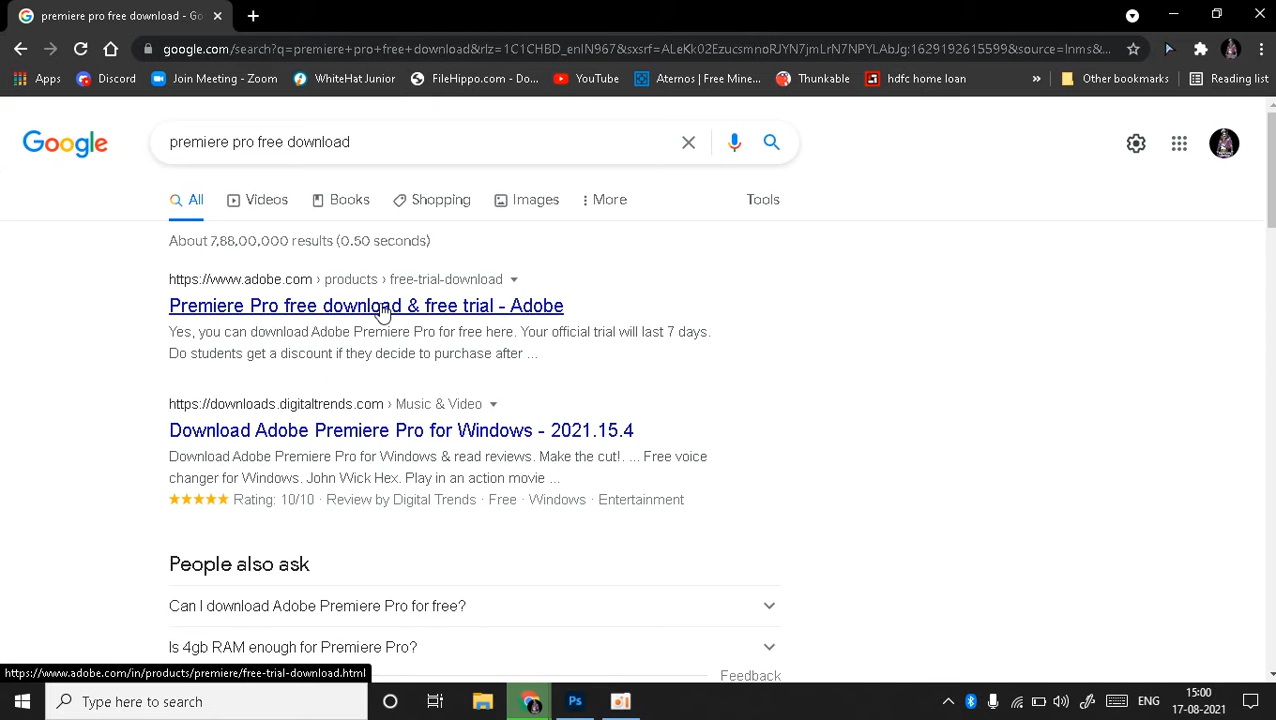 premiere pro free download - Go
google.com/search?q=premiere+pro+free+download&rlz=1C1CHBD_enIN967&sxsrf=ALeKk02EzucsmnoRJYN7jmLrN7NPYLAbJg:1629192615599&source=lnms&...
Apps Discord Join Meeting - Zoom WhiteHat Junior FileHippo.com - Do... YouTube Aternos | Free Mine... Thunkable hdfc home loan » Other bookmarks Reading list
Google premiere pro free download
All Videos Books Shopping Images More Tools
About 7,88,00,000 results (0.50 seconds)
https://www.adobe.com › products › free-trial-download
Premiere Pro free download & free trial - Adobe
Yes, you can download Adobe Premiere Pro for free here. Your official trial will last 7 days.
Do students get a discount if they decide to purchase after ...
https://downloads.digitaltrends.com › Music & Video
Download Adobe Premiere Pro for Windows - 2021.15.4
Download Adobe Premiere Pro for Windows & read reviews. Make the cut!. ... Free voice
changer for Windows. John Wick Hex. Play in an action movie ...
Rating: 10/10 · Review by Digital Trends · Free · Windows · Entertainment
People also ask
Can I download Adobe Premiere Pro for free?
Is 4gb RAM enough for Premiere Pro?
Feedback
https://www.adobe.com/in/products/premiere/free-trial-download.html
Type here to search
Ps
ENG
15:00
17-08-2021